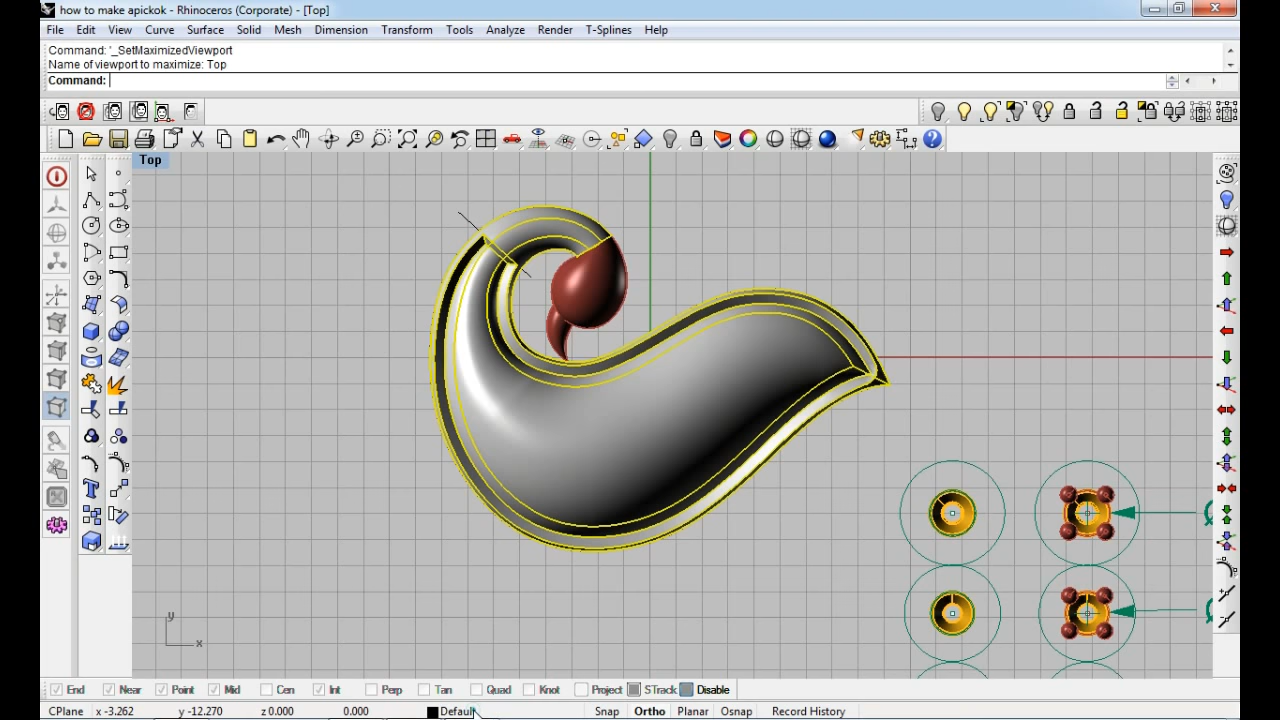 how to make apickok - Rhinoceros (Corporate) - [Top]
File Edit View Curve Surface Solid Mesh Dimension Transform Tools Analyze Render T-Splines Help
Command: '_SetMaximizedViewport
Name of viewport to maximize: Top
Command:
Top
y
x
End Near Point Mid Cen Int Perp Tan Quad Knot Project STrack Disable
CPlane x -3.262 y -12.270 z 0.000 0.000 Default Snap Ortho Planar Osnap Record History